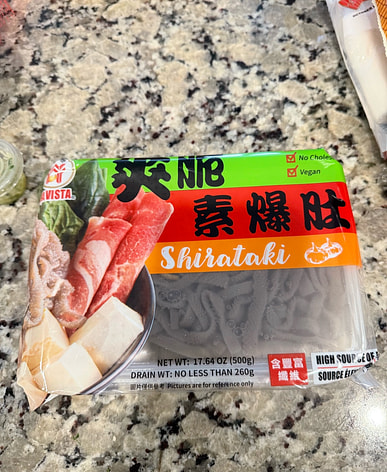 爽脆
No Choles
Vegan
VISTA
素爆肚
Shirataki
NET WT: 17.64 OZ (500g)
DRAIN WT: NO LESS THAN 260g
圖片僅供參考 Pictures are for reference only
含豐富
纖維
HIGH SOURCE OF
SOURCE ÉLE